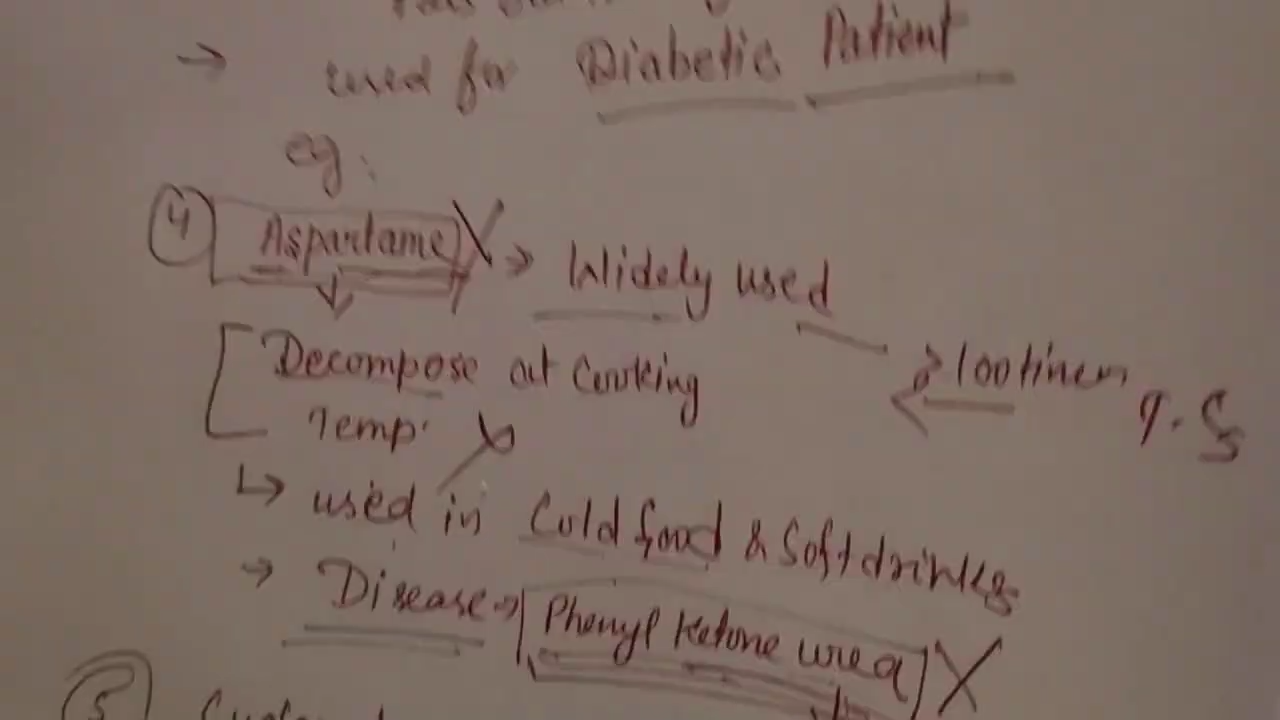 → used for Diabetic Patient
eg:
④ Aspartame → Widely used
Decompose at Cooking
Temp.
> 100 times
↳ used in Cold food & Soft drinks
→ Disease → Phenyl Ketone urea
⑤